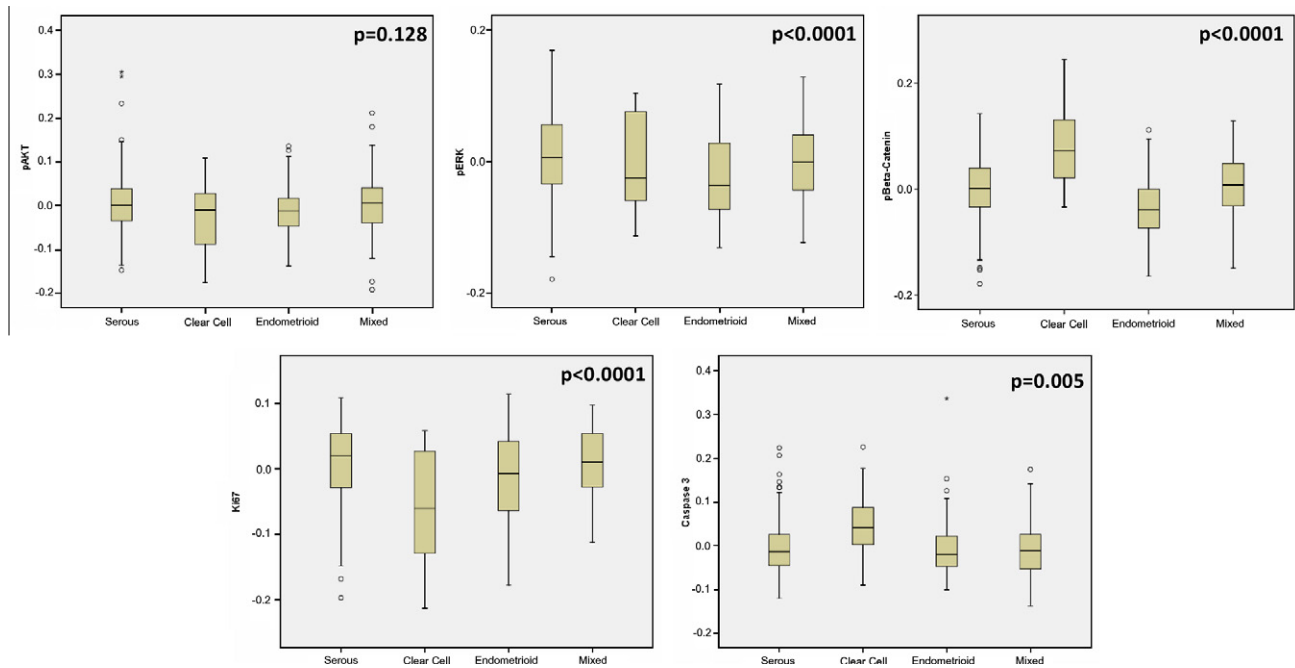 p=0.128
pAKT
0.4
0.3
0.2
0.1
0.0
-0.1
-0.2
Serous Clear Cell Endometrioid Mixed
p<0.0001
pERK
0.2
0.0
-0.2
Serous Clear Cell Endometrioid Mixed
p<0.0001
pBeta-Catenin
0.2
0.0
-0.2
Serous Clear Cell Endometrioid Mixed
p<0.0001
Ki67
0.1
0.0
-0.1
-0.2
Serous Clear Cell Endometrioid Mixed
p=0.005
Caspase 3
0.4
0.3
0.2
0.1
0.0
-0.1
-0.2
Serous Clear Cell Endometrioid Mixed